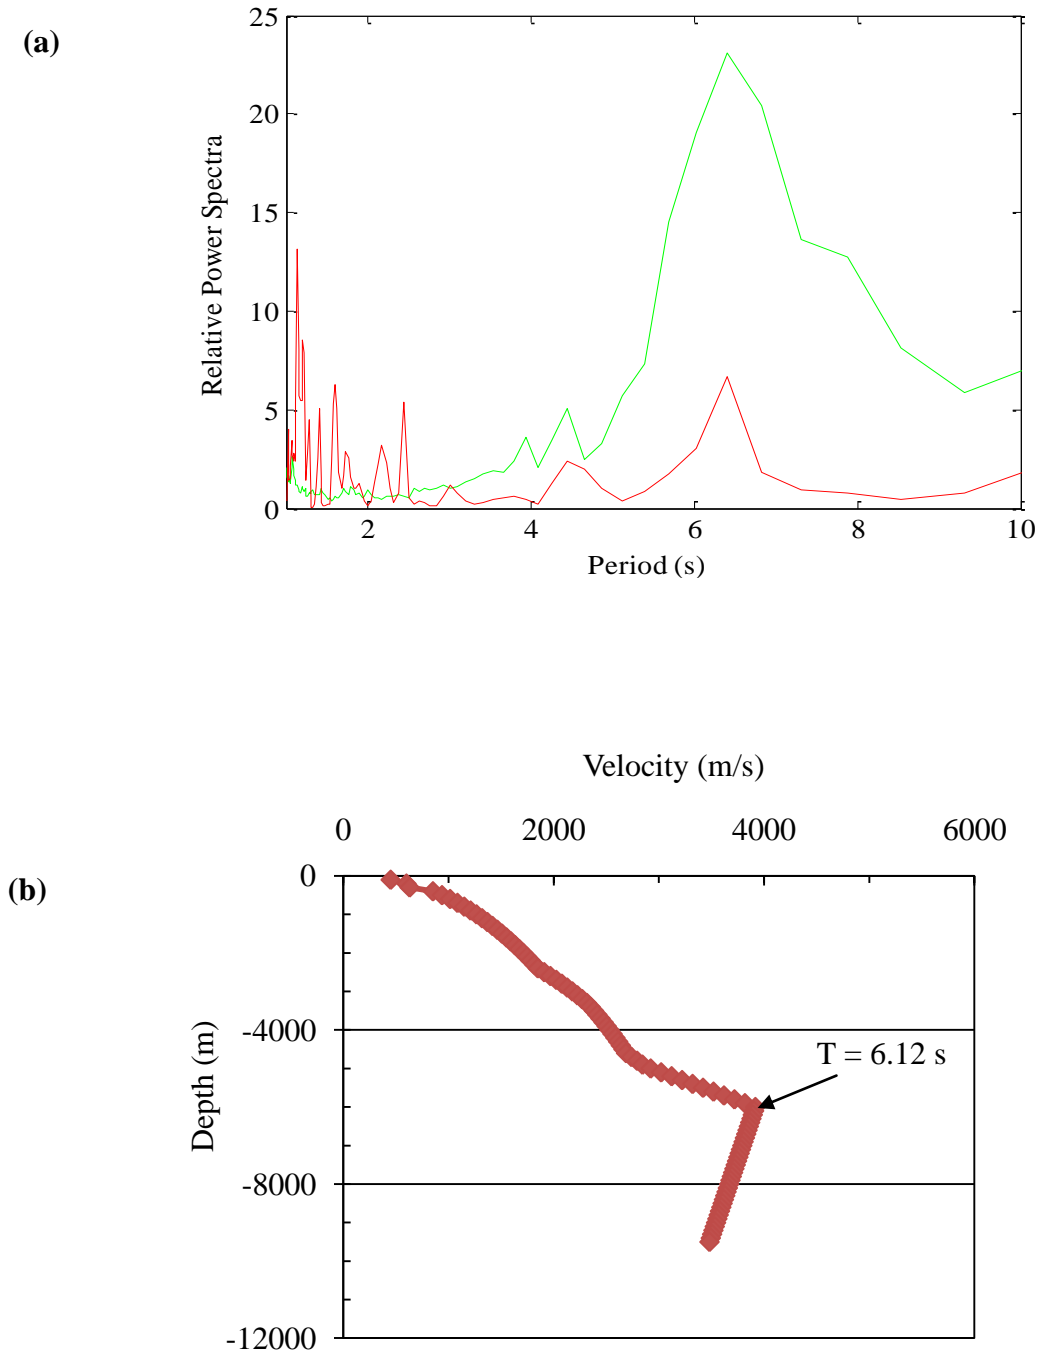 (a)
25
20
15
10
5
0
Relative Power Spectra
2 4 6 8 10
Period (s)
Velocity (m/s)
0 2000 4000 6000
(b)
0
-4000
-8000
-12000
Depth (m)
T = 6.12 s